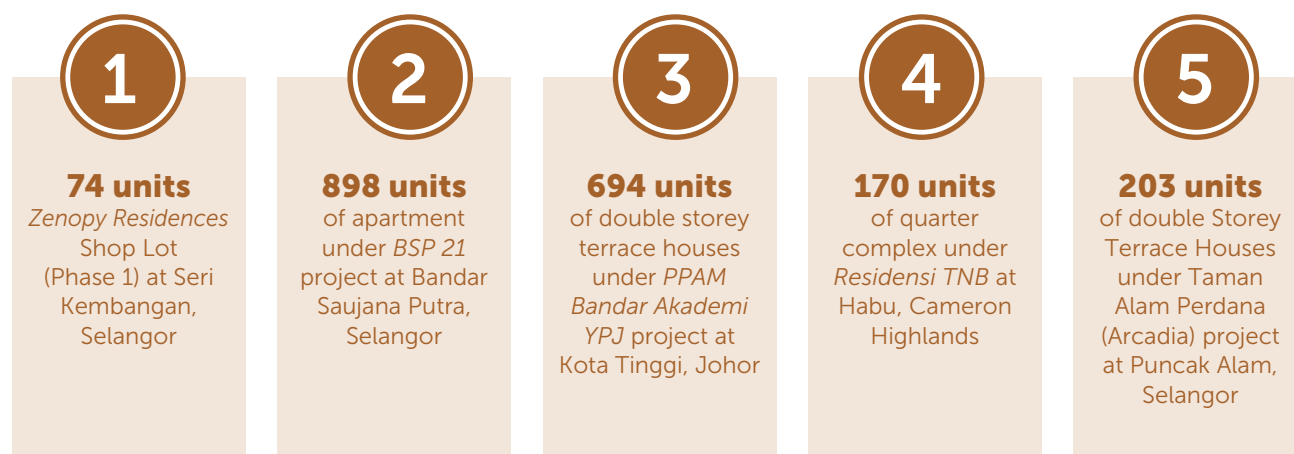 1
74 units
Zenopy Residences
Shop Lot
(Phase 1) at Seri
Kembangan,
Selangor
2
898 units
of apartment
under BSP 21
project at Bandar
Saujana Putra,
Selangor
3
694 units
of double storey
terrace houses
under PPAM
Bandar Akademi
YPJ project at
Kota Tinggi, Johor
4
170 units
of quarter
complex under
Residensi TNB at
Habu, Cameron
Highlands
5
203 units
of double Storey
Terrace Houses
under Taman
Alam Perdana
(Arcadia) project
at Puncak Alam,
Selangor